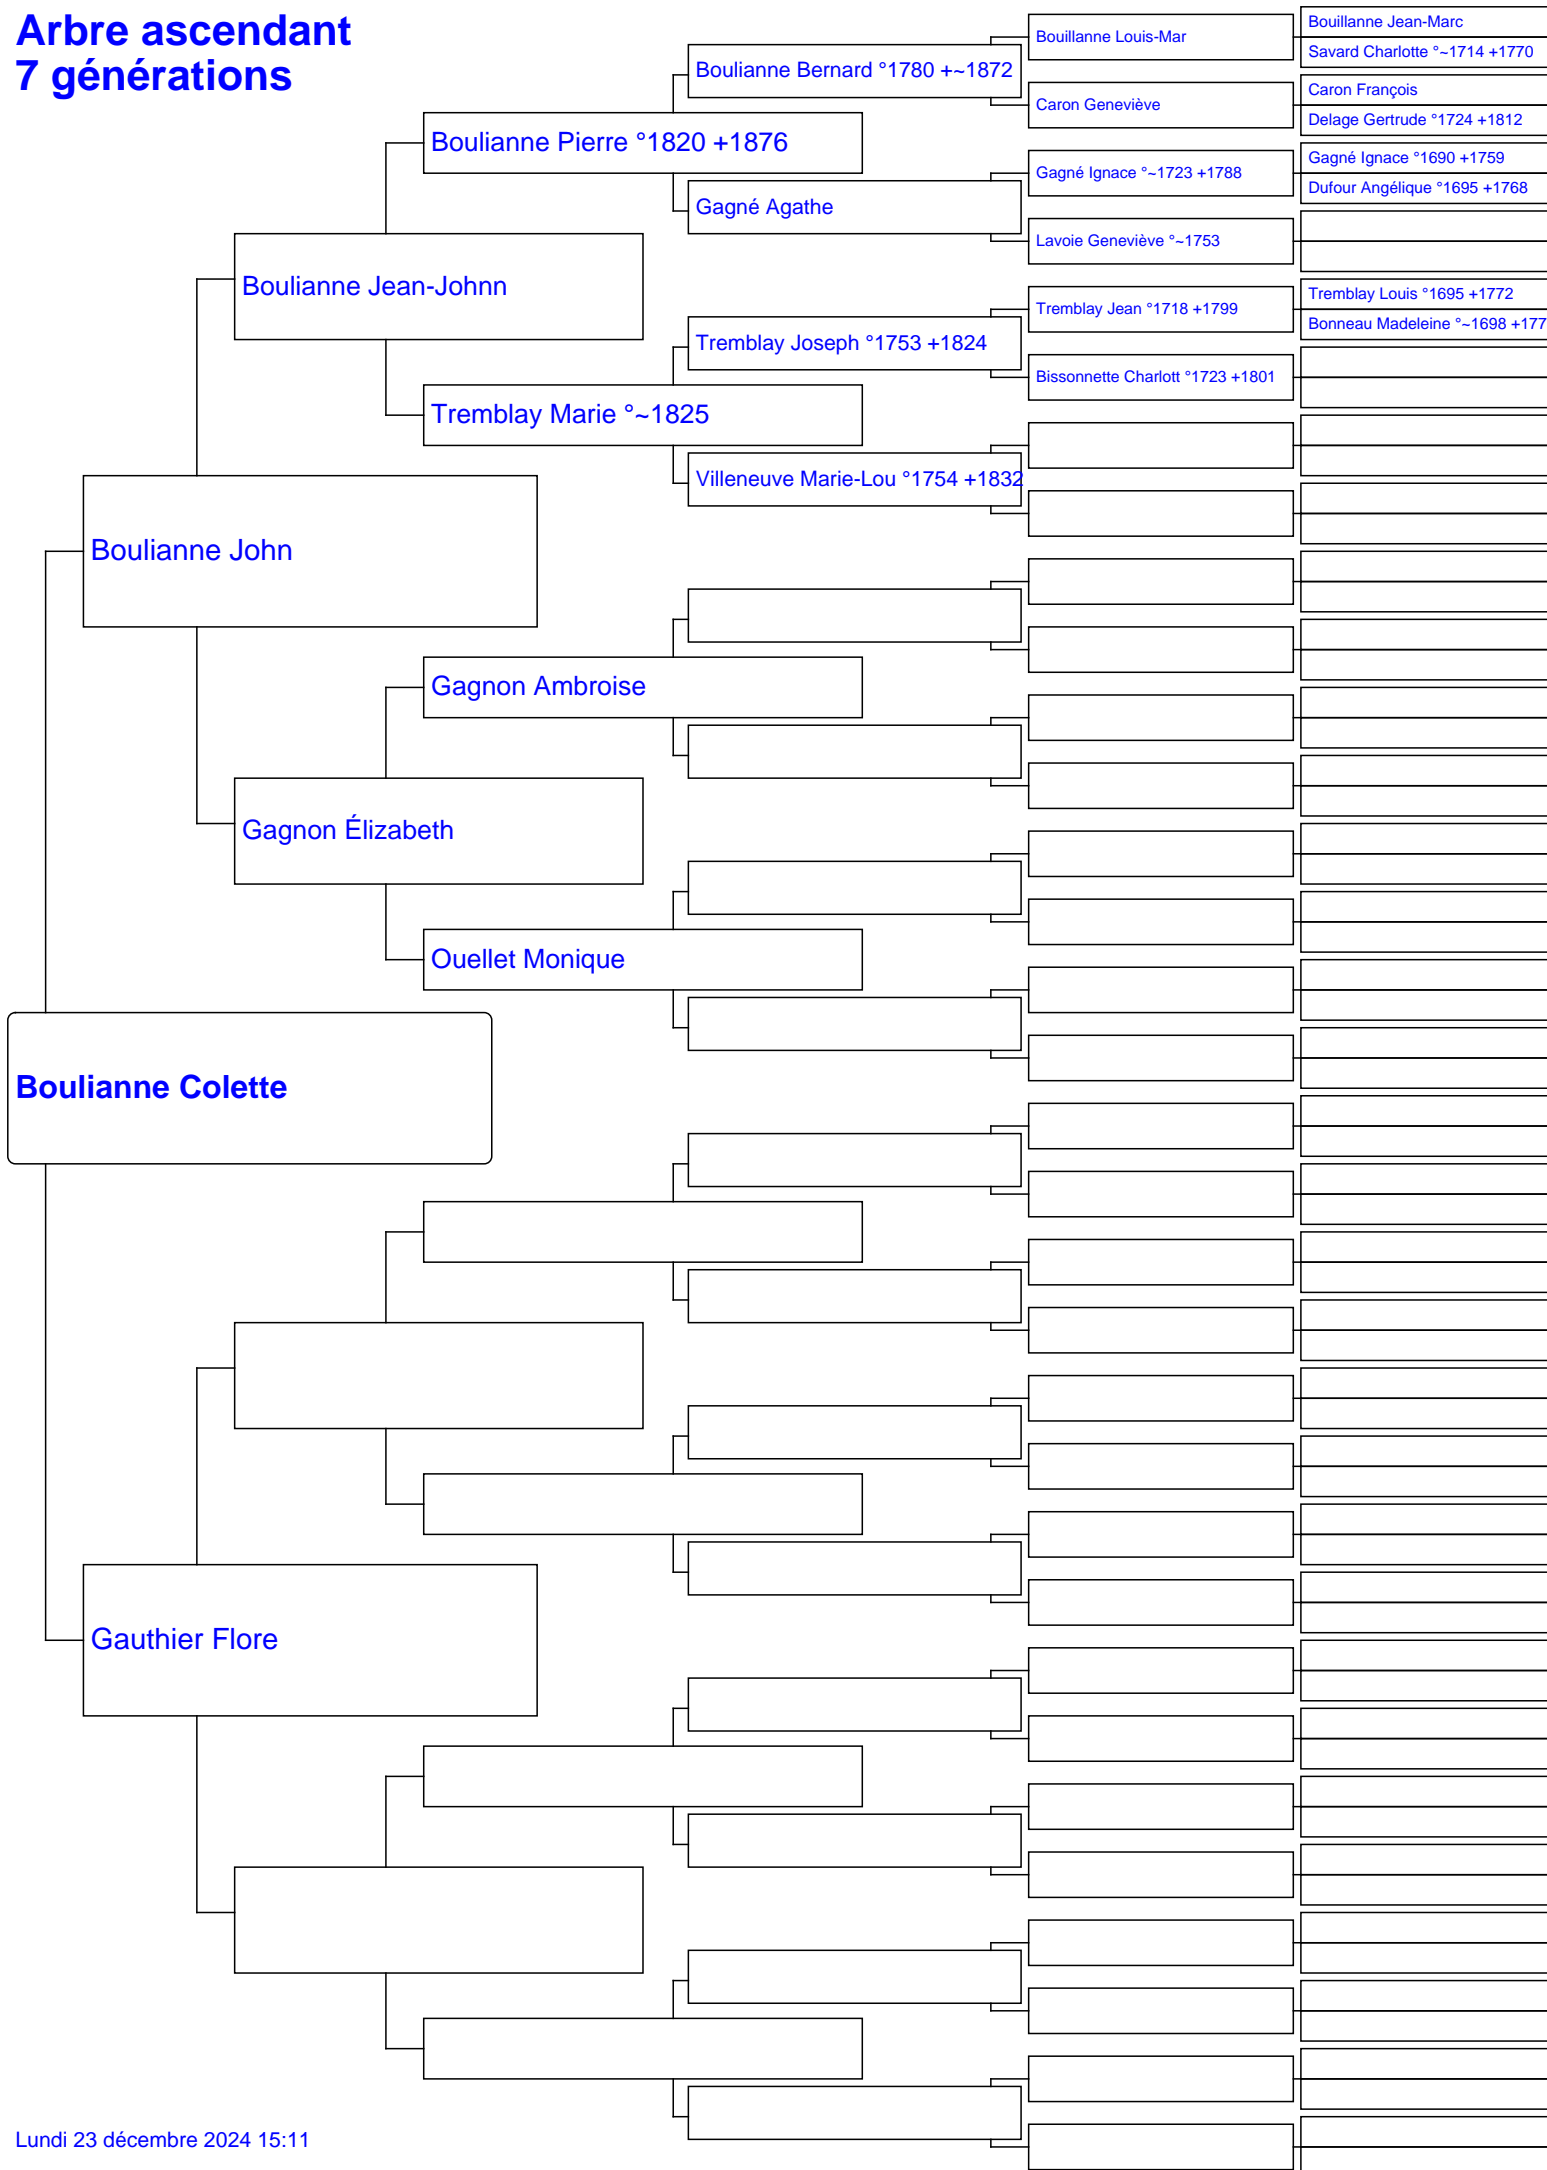 Arbre ascendant
7 générations
Bouillanne Jean-Marc
Bouillanne Louis-Mar
Savard Charlotte °~1714 +1770
Boulianne Bernard °1780 +~1872
Caron François
Caron Geneviève
Delage Gertrude °1724 +1812
Boulianne Pierre °1820 +1876
Gagné Ignace °1690 +1759
Gagné Ignace °~1723 +1788
Dufour Angélique °1695 +1768
Gagné Agathe
Lavoie Geneviève °~1753
Boulianne Jean-Johnn
Tremblay Louis °1695 +1772
Tremblay Jean °1718 +1799
Bonneau Madeleine °~1698 +177
Tremblay Joseph °1753 +1824
Bissonnette Charlott °1723 +1801
Tremblay Marie °~1825
Villeneuve Marie-Lou °1754 +1832
Boulianne John
Gagnon Ambroise
Gagnon Élizabeth
Ouellet Monique
Boulianne Colette
Gauthier Flore
Lundi 23 décembre 2024 15:11